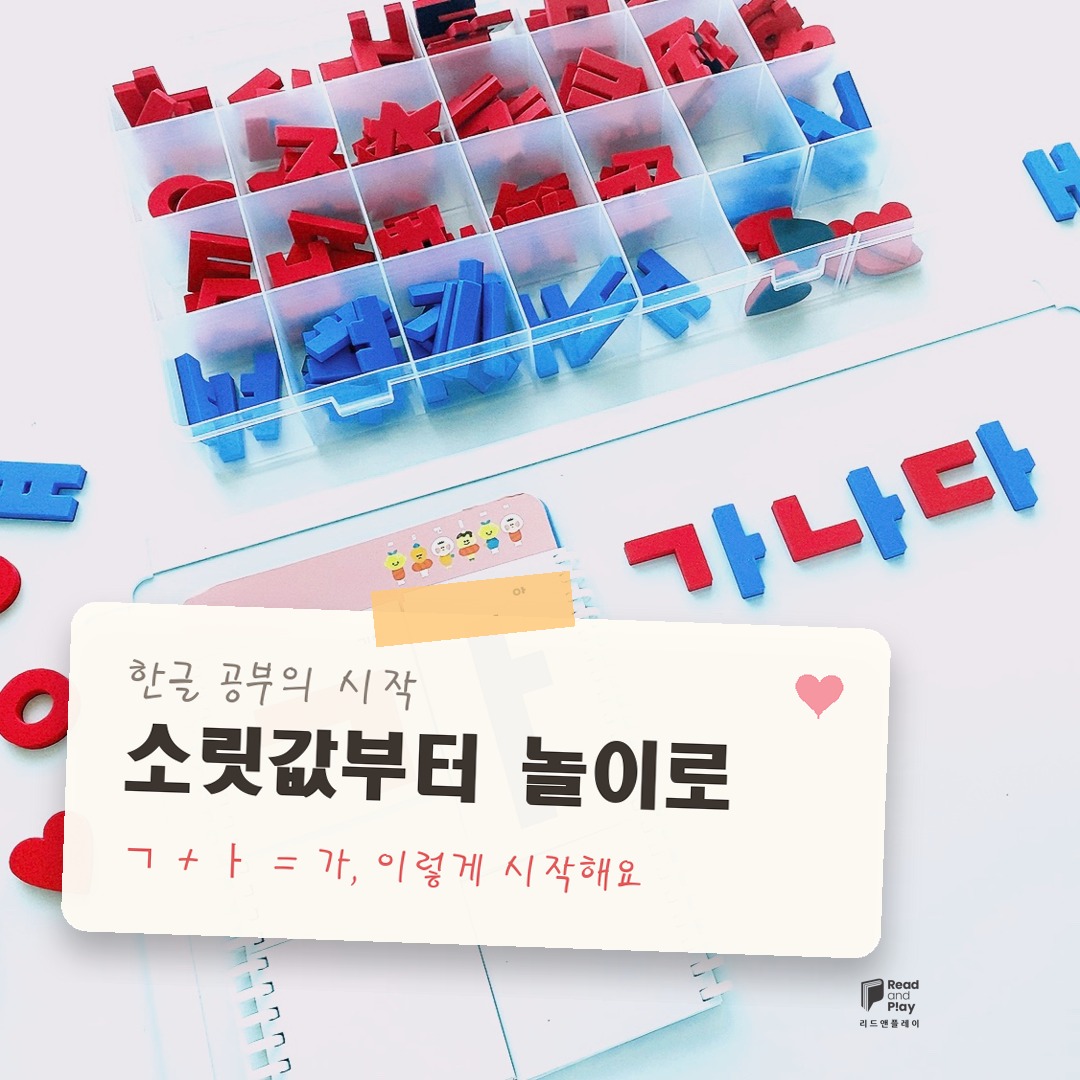 가나다
아
한글 공부의 시작
소릿값부터 놀이로
ㄱ + ㅏ = 가, 이렇게 시작해요
Read
and
Play
리드앤플레이